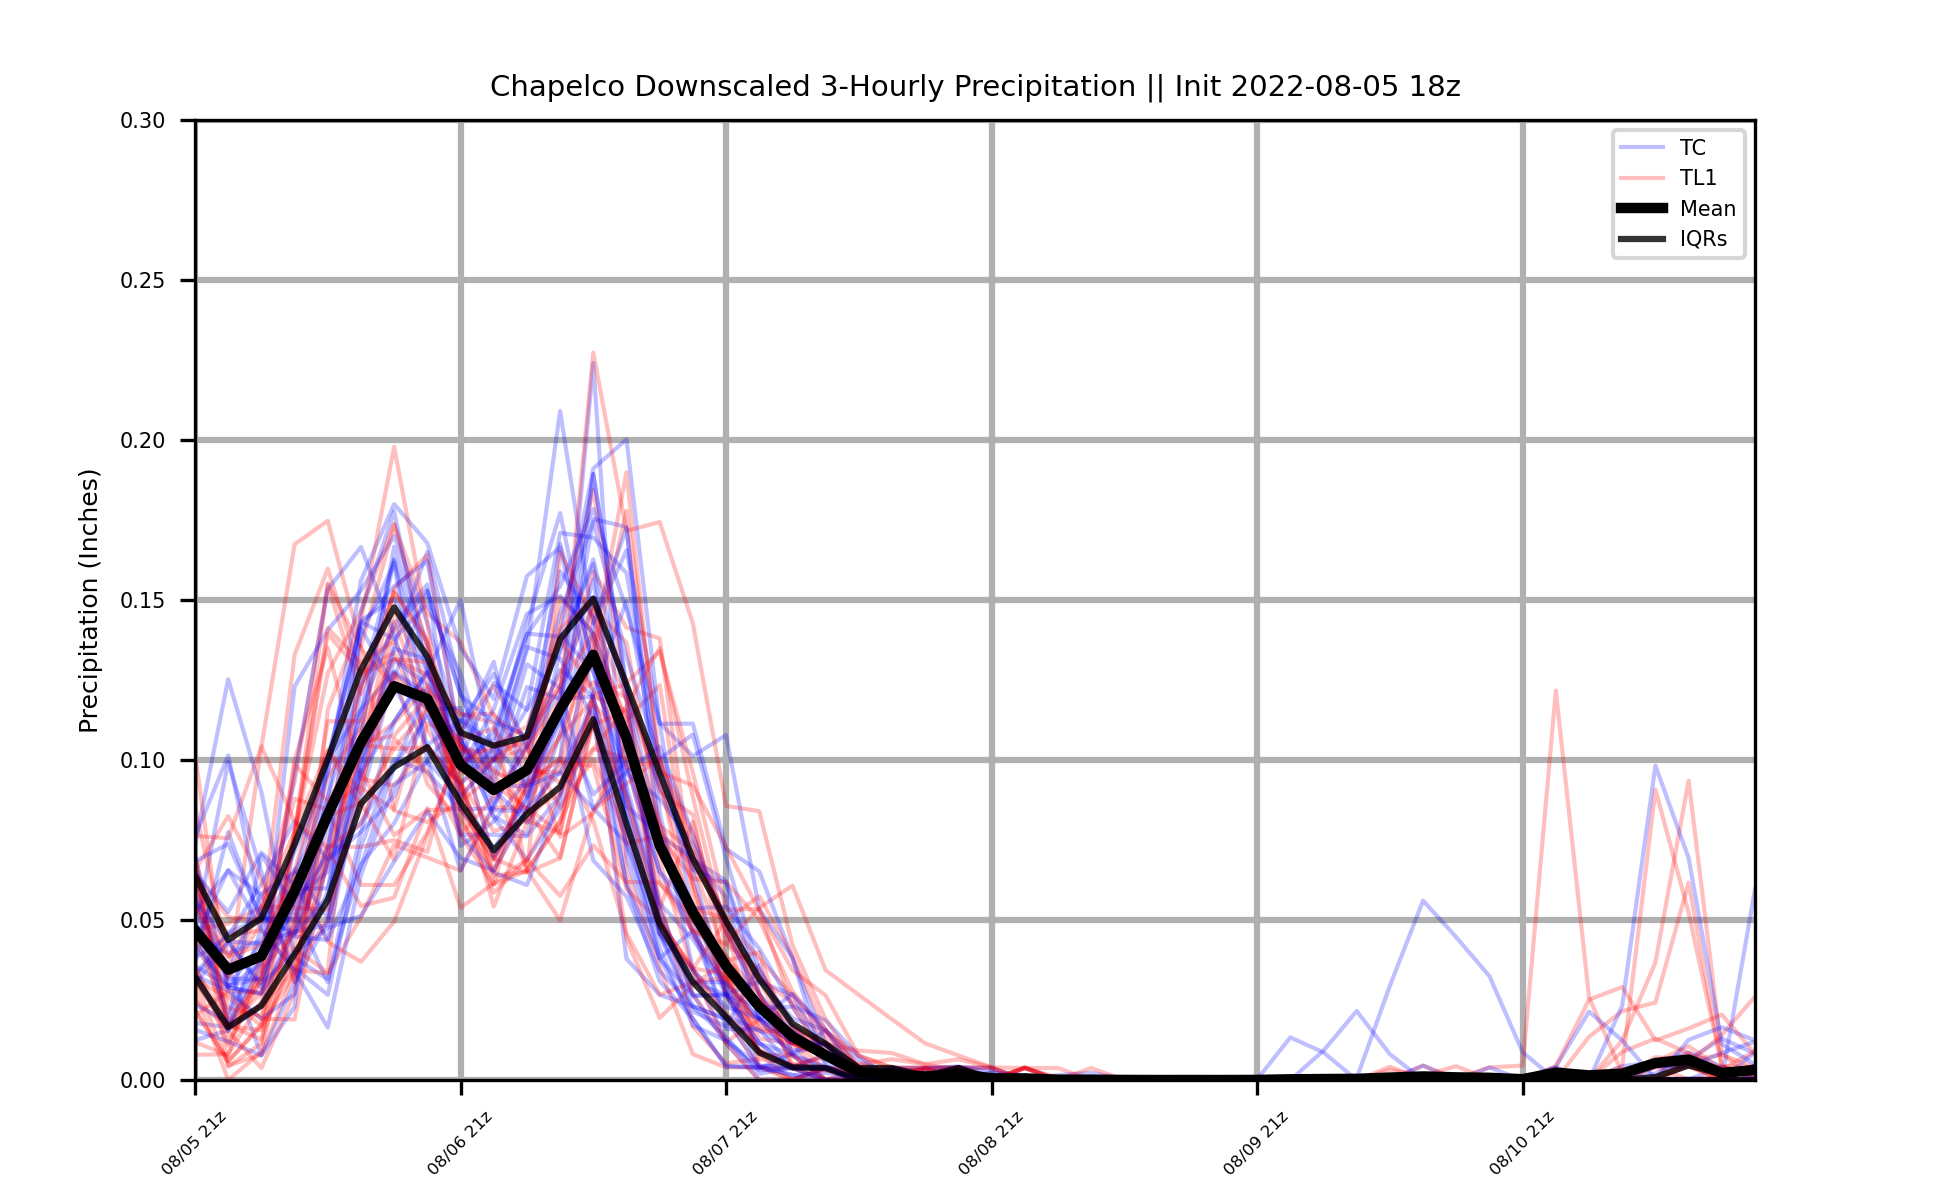 Chapelco Downscaled 3-Hourly Precipitation || Init 2022-08-05 18z
0.30
0.25
0.20
0.15
0.10
0.05
0.00
Precipitation (Inches)
TC
TL1
Mean
IQRs
08/05 21z
08/06 21z
08/07 21z
08/08 21z
08/09 21z
08/10 21z